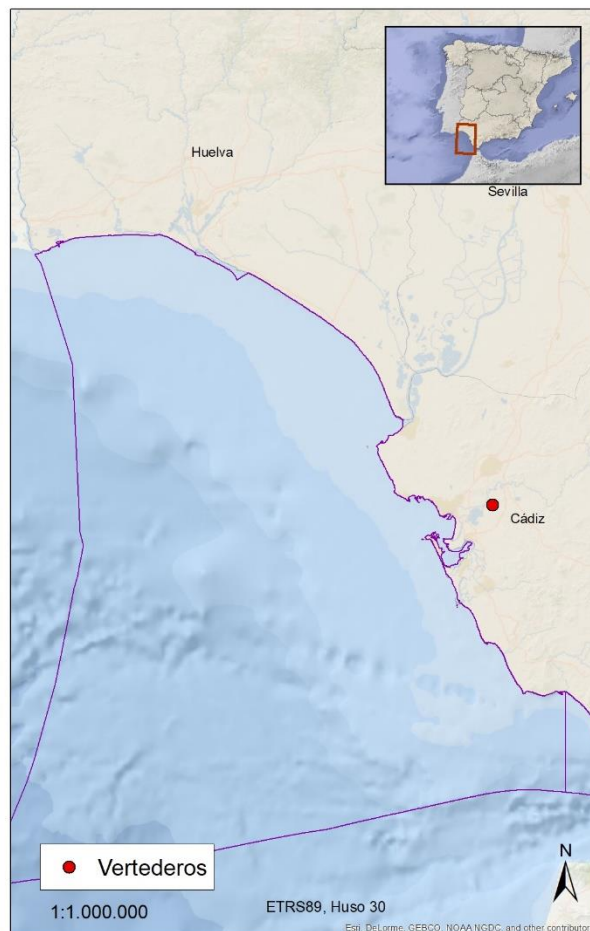 Huelva
Sevilla
Cádiz
Vertederos
N
1:1.000.000
ETRS89, Huso 30
Esri, DeLorme, GEBCO, NOAA NGDC, and other contributor